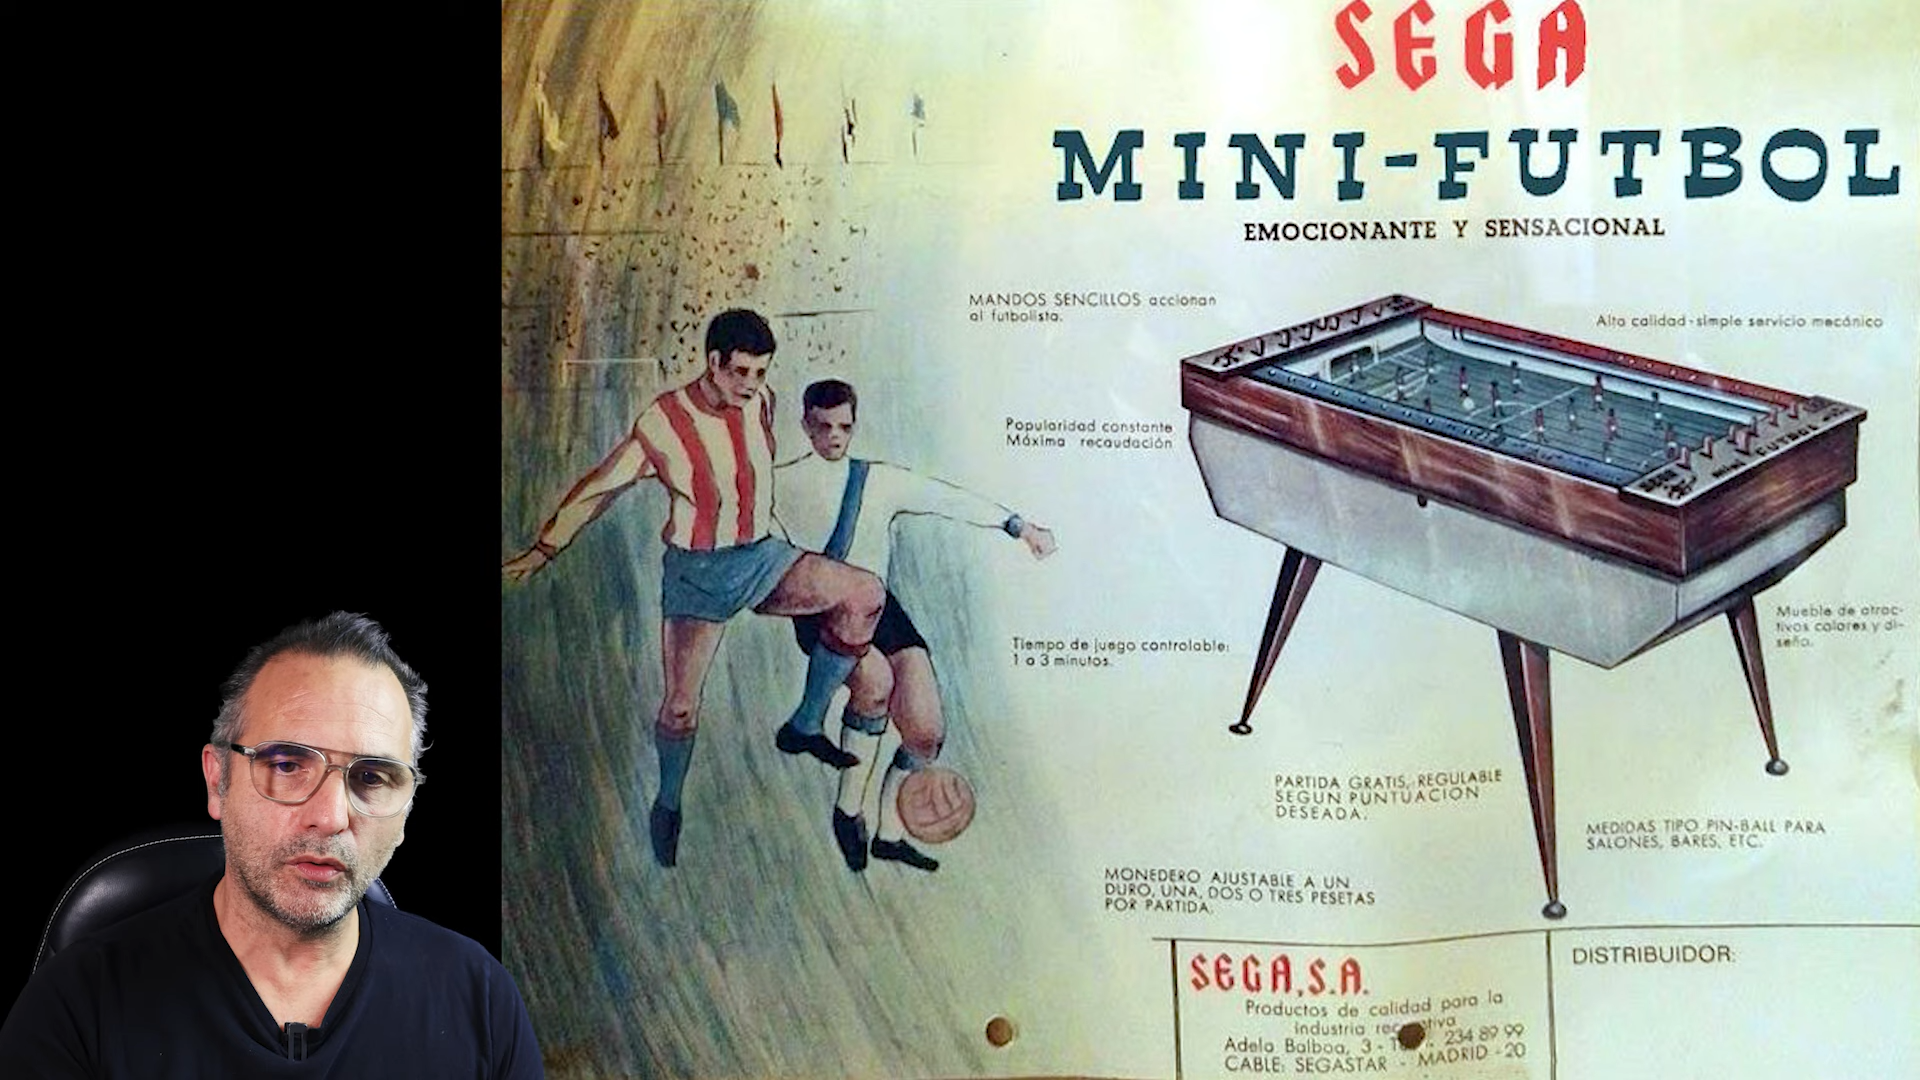 SEGA
MINI-FUTBOL
EMOCIONANTE Y SENSACIONAL
MANDOS SENCILLOS accionan
al futbolista.
Alta calidad-simple servicio mecánico
Popularidad constante
Máxima recaudación
Tiempo de juego controlable:
1 a 3 minutos.
Mueble de atrac-
tivos colores y di-
seño.
PARTIDA GRATIS, REGULABLE
SEGUN PUNTUACION
DESEADA.
MEDIDAS TIPO PIN-BALL PARA
SALONES, BARES, ETC.
MONEDERO AJUSTABLE A UN
DURO, UNA, DOS O TRES PESETAS
POR PARTIDA.
SEGA, S.A.
Productos de calidad para la
industria
Adela Balboa, 3 - 234 89 99
CABLE: SEGASTAR - MADRID - 20
DISTRIBUIDOR:
MINI FUTBOL